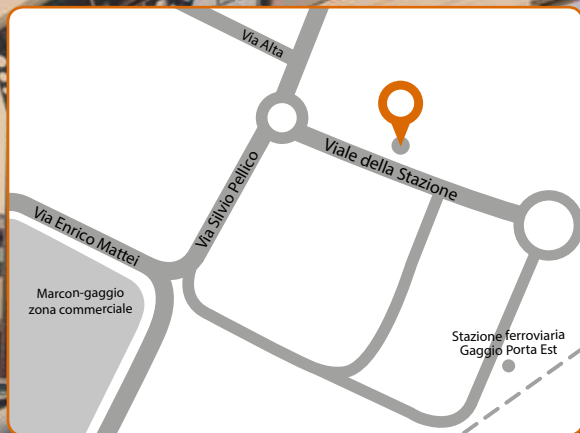 Via Alta
Viale della Stazione
Via Silvio Pellico
Via Enrico Mattei
Marcon-gaggio
zona commerciale
Stazione ferroviaria
Gaggio Porta Est